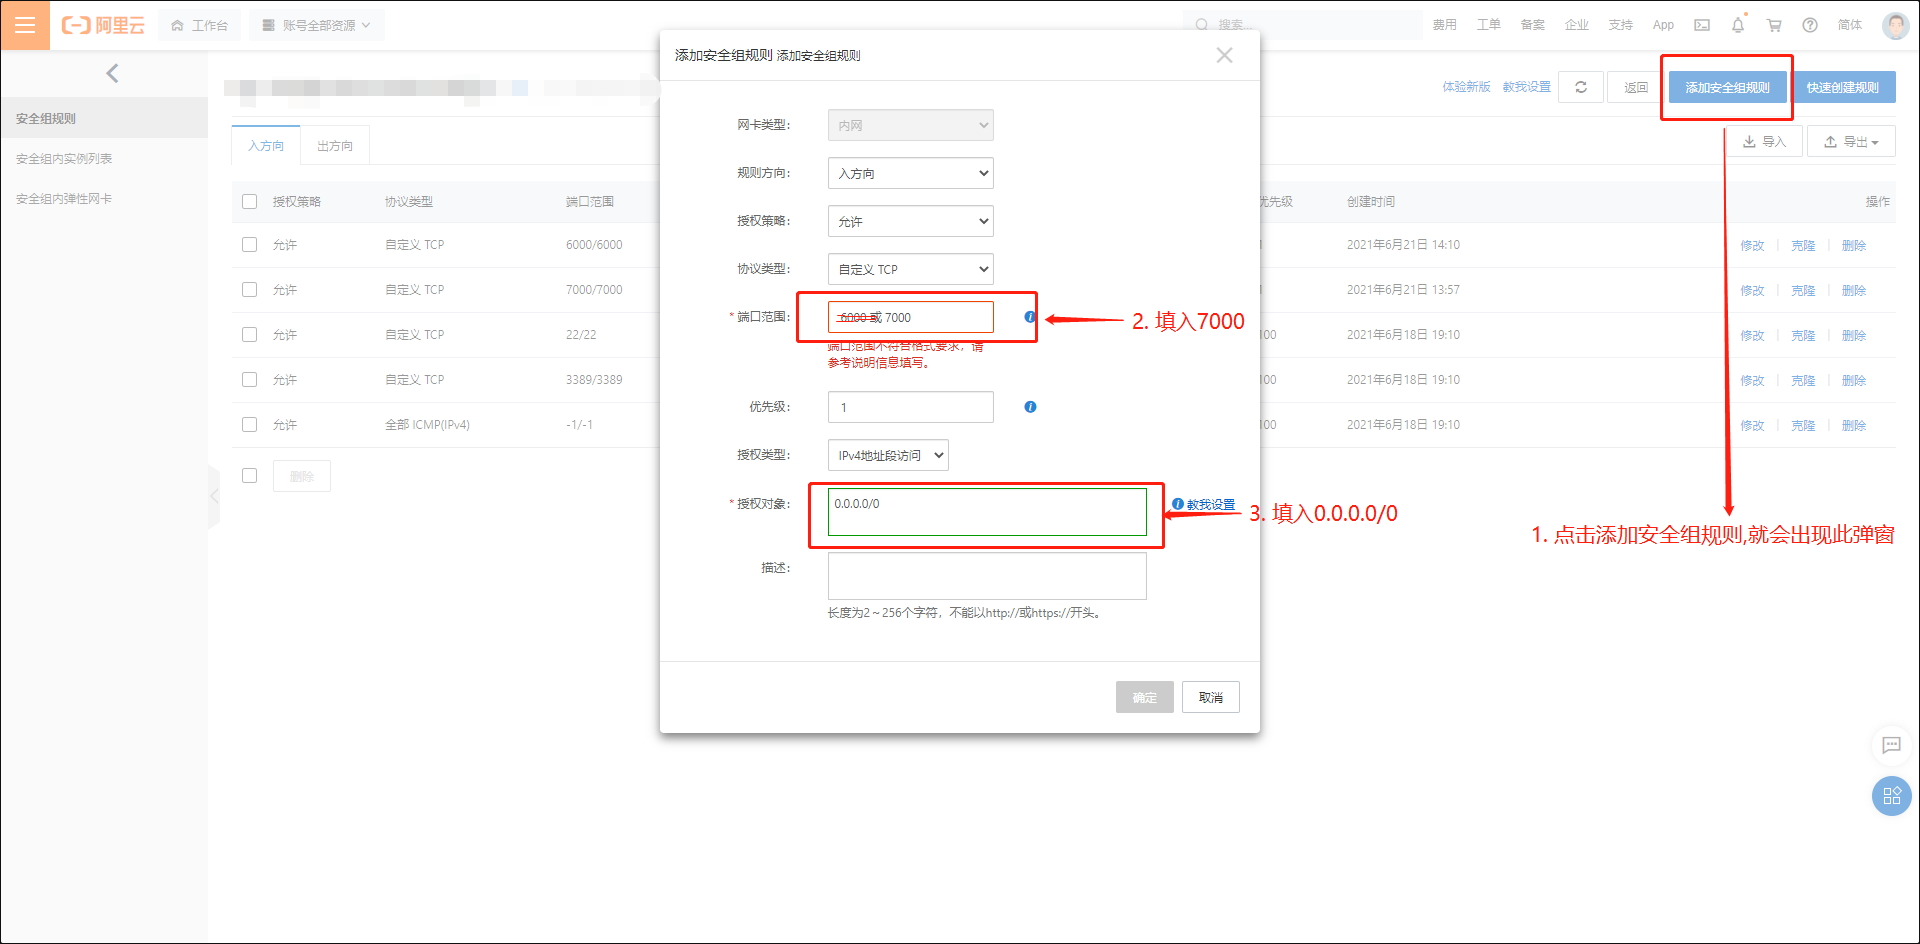 阿里云
工作台
账号全部资源
搜索...
费用
工单
备案
企业
支持
App
简体
添加安全组规则 添加安全组规则
体验新版
教我设置
返回
添加安全组规则
快速创建规则
安全组规则
安全组内实例列表
安全组内弹性网卡
入方向
出方向
导入
导出
授权策略 协议类型 端口范围 优先级 创建时间 操作
允许 自定义 TCP 6000/6000 1 2021年6月21日 14:10 修改 克隆 删除
允许 自定义 TCP 7000/7000 1 2021年6月21日 13:57 修改 克隆 删除
允许 自定义 TCP 22/22 100 2021年6月18日 19:10 修改 克隆 删除
允许 自定义 TCP 3389/3389 100 2021年6月18日 19:10 修改 克隆 删除
允许 全部 ICMP(IPv4) -1/-1 100 2021年6月18日 19:10 修改 克隆 删除
删除
网卡类型: 内网
规则方向: 入方向
授权策略: 允许
协议类型: 自定义 TCP
* 端口范围: 6000 或 7000
端口范围不符合格式要求，请
参考说明信息填写。
优先级: 1
授权类型: IPv4地址段访问
* 授权对象: 0.0.0.0/0
教我设置
描述:
长度为2～256个字符，不能以http://或https://开头。
确定
取消
2. 填入7000
3. 填入0.0.0.0/0
1. 点击添加安全组规则,就会出现此弹窗